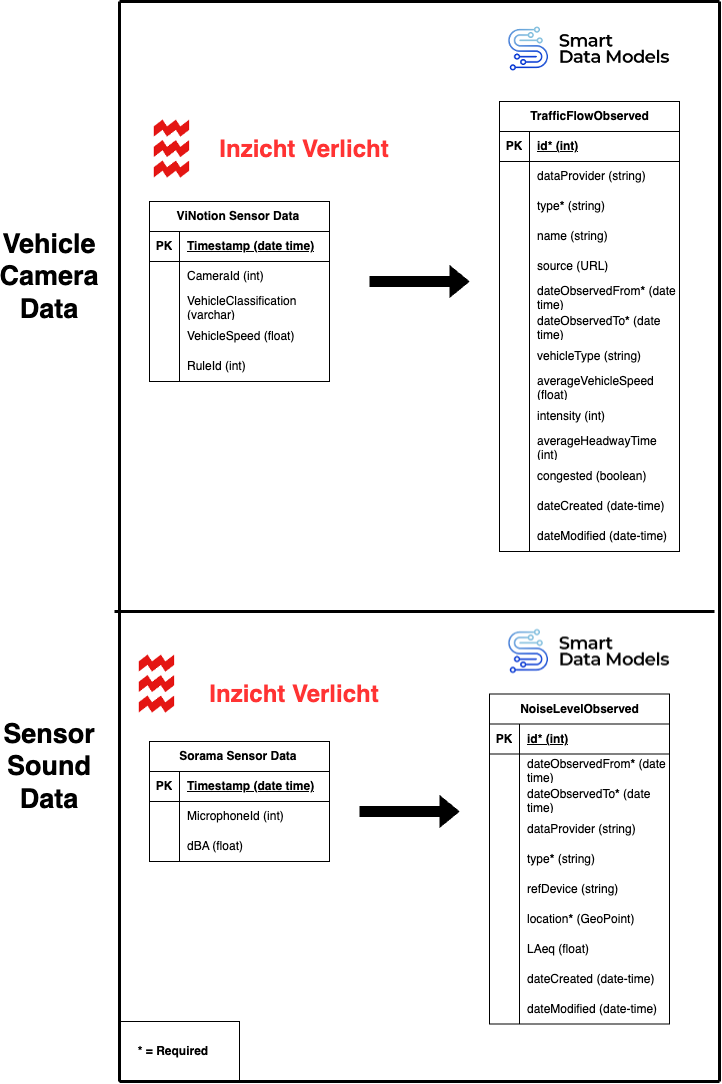 Vehicle
Camera
Data
Inzicht Verlicht
ViNotion Sensor Data
PK Timestamp (date time)
CameraId (int)
VehicleClassification
(varchar)
VehicleSpeed (float)
RuleId (int)
Smart
Data Models
TrafficFlowObserved
PK id* (int)
dataProvider (string)
type* (string)
name (string)
source (URL)
dateObservedFrom* (date
time)
dateObservedTo* (date
time)
vehicleType (string)
averageVehicleSpeed
(float)
intensity (int)
averageHeadwayTime
(int)
congested (boolean)
dateCreated (date-time)
dateModified (date-time)
Sensor
Sound
Data
Inzicht Verlicht
Sorama Sensor Data
PK Timestamp (date time)
MicrophoneId (int)
dBA (float)
Smart
Data Models
NoiseLevelObserved
PK id* (int)
dateObservedFrom* (date
time)
dateObservedTo* (date
time)
dataProvider (string)
type* (string)
refDevice (string)
location* (GeoPoint)
LAeq (float)
dateCreated (date-time)
dateModified (date-time)
* = Required